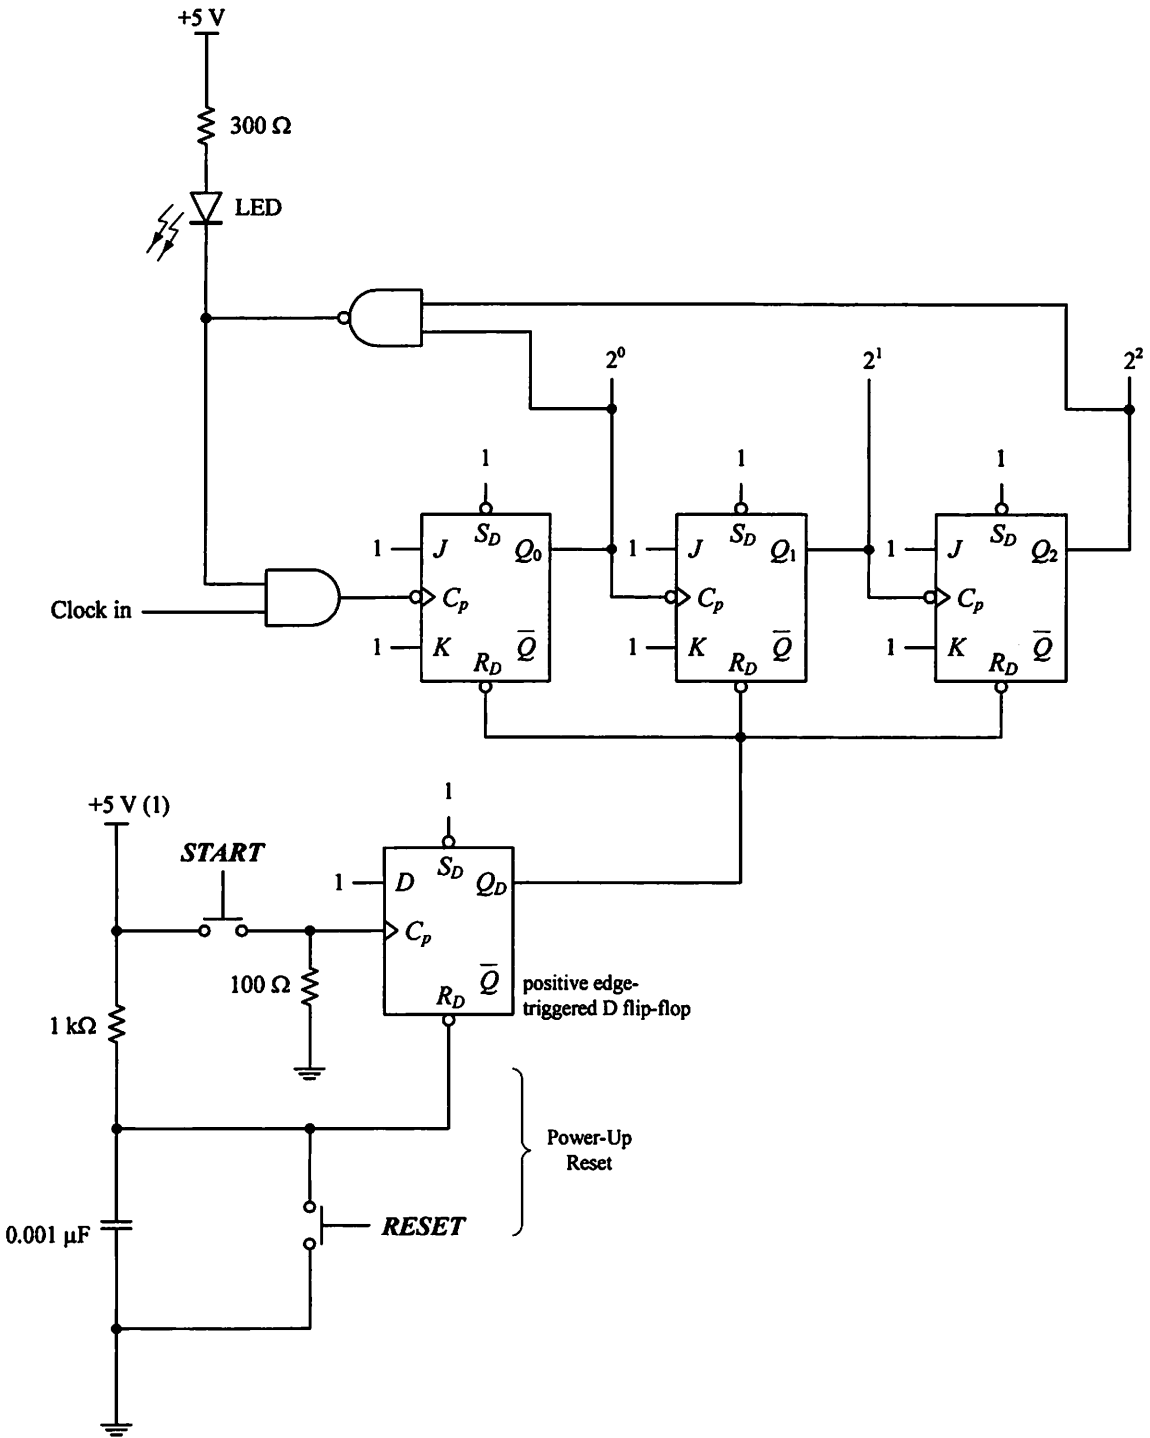 +5 V
300 Ω
LED
2⁰ 2¹ 2²
1 1 1
1 J S_D Q₀ 1 J S_D Q₁ 1 J S_D Q₂
Clock in C_p C_p C_p
1 K R_D Q̅ 1 K R_D Q̅ 1 K R_D Q̅
+5 V (1)
1
START
1 D S_D Q_D
C_p
100 Ω
R_D Q̅
positive edge-
triggered D flip-flop
1 kΩ
Power-Up
Reset
0.001 μF
RESET